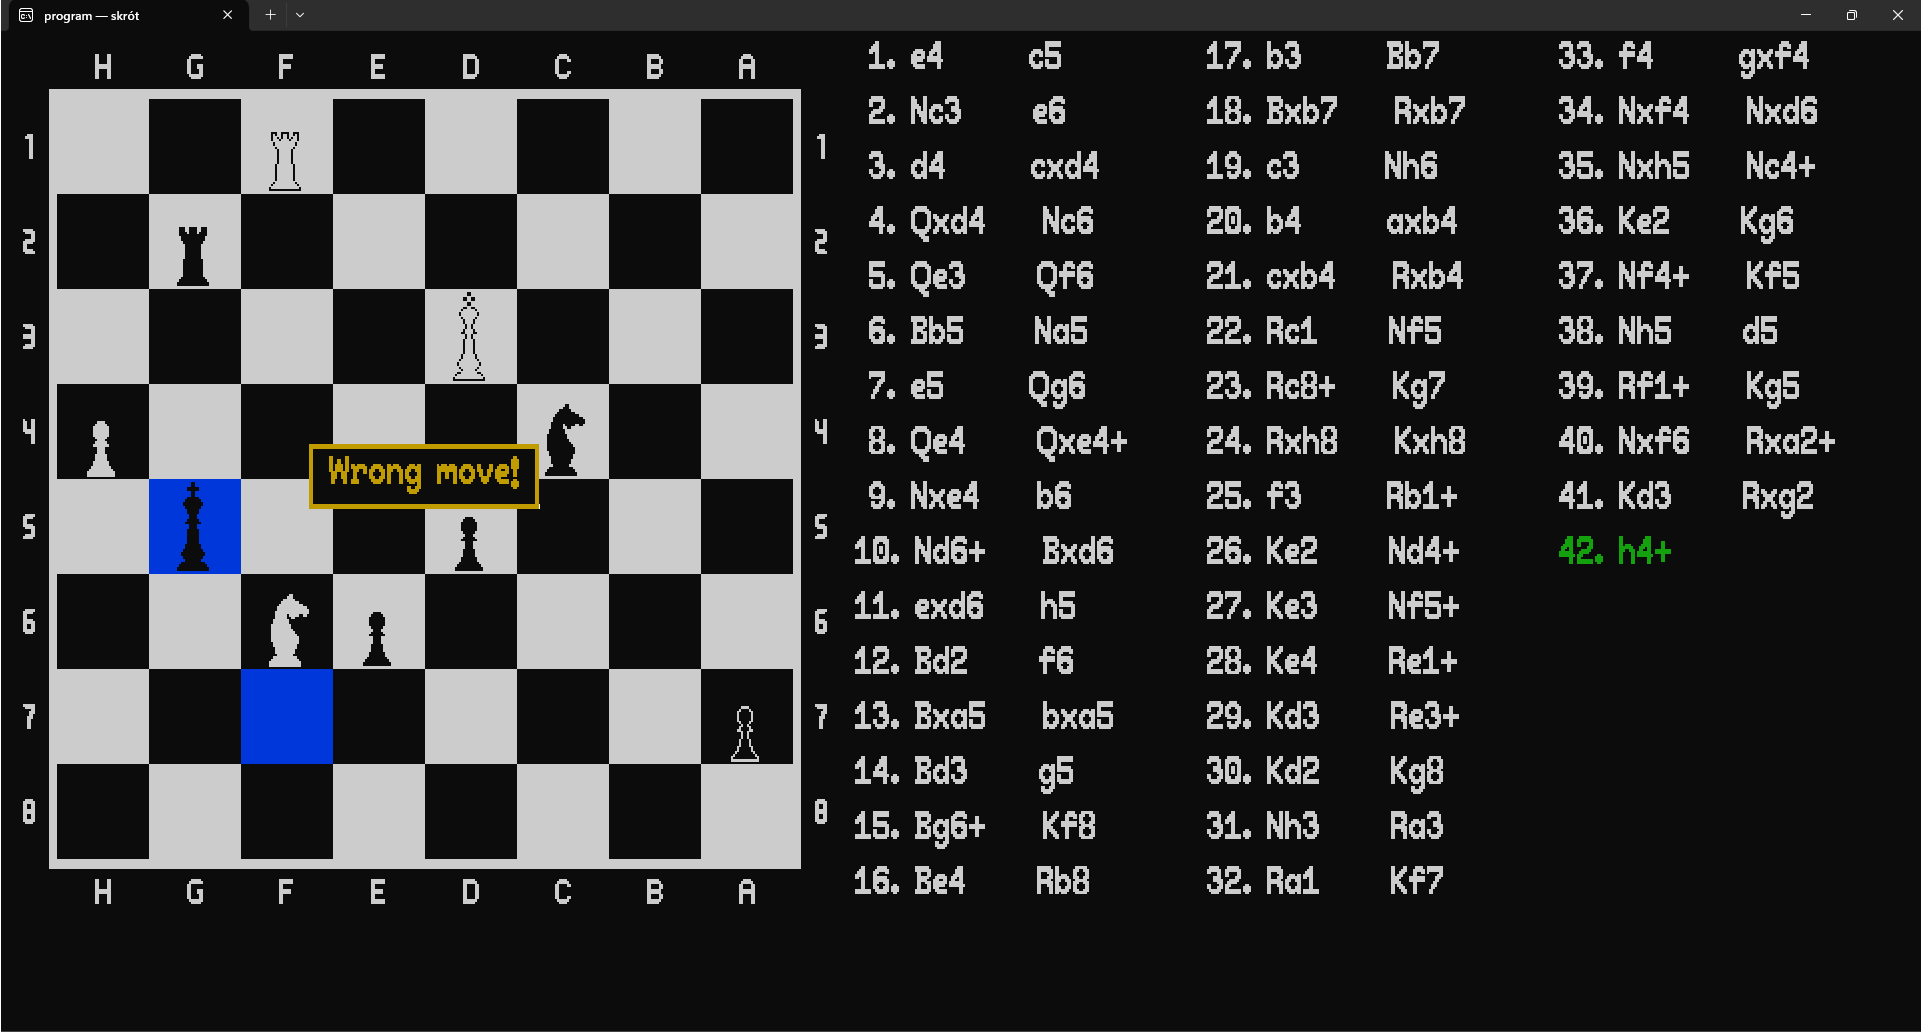 program — skrót
H G F E D C B A
1 1
2 2
3 3
4 4
Wrong move!
5 5
6 6
7 7
8 8
H G F E D C B A
1. e4 c5
2. Nc3 e6
3. d4 cxd4
4. Qxd4 Nc6
5. Qe3 Qf6
6. Bb5 Na5
7. e5 Qg6
8. Qe4 Qxe4+
9. Nxe4 b6
10. Nd6+ Bxd6
11. exd6 h5
12. Bd2 f6
13. Bxa5 bxa5
14. Bd3 g5
15. Bg6+ Kf8
16. Be4 Rb8
17. b3 Bb7
18. Bxb7 Rxb7
19. c3 Nh6
20. b4 axb4
21. cxb4 Rxb4
22. Rc1 Nf5
23. Rc8+ Kg7
24. Rxh8 Kxh8
25. f3 Rb1+
26. Ke2 Nd4+
27. Ke3 Nf5+
28. Ke4 Re1+
29. Kd3 Re3+
30. Kd2 Kg8
31. Nh3 Ra3
32. Ra1 Kf7
33. f4 gxf4
34. Nxf4 Nxd6
35. Nxh5 Nc4+
36. Ke2 Kg6
37. Nf4+ Kf5
38. Nh5 d5
39. Rf1+ Kg5
40. Nxf6 Rxa2+
41. Kd3 Rxg2
42. h4+